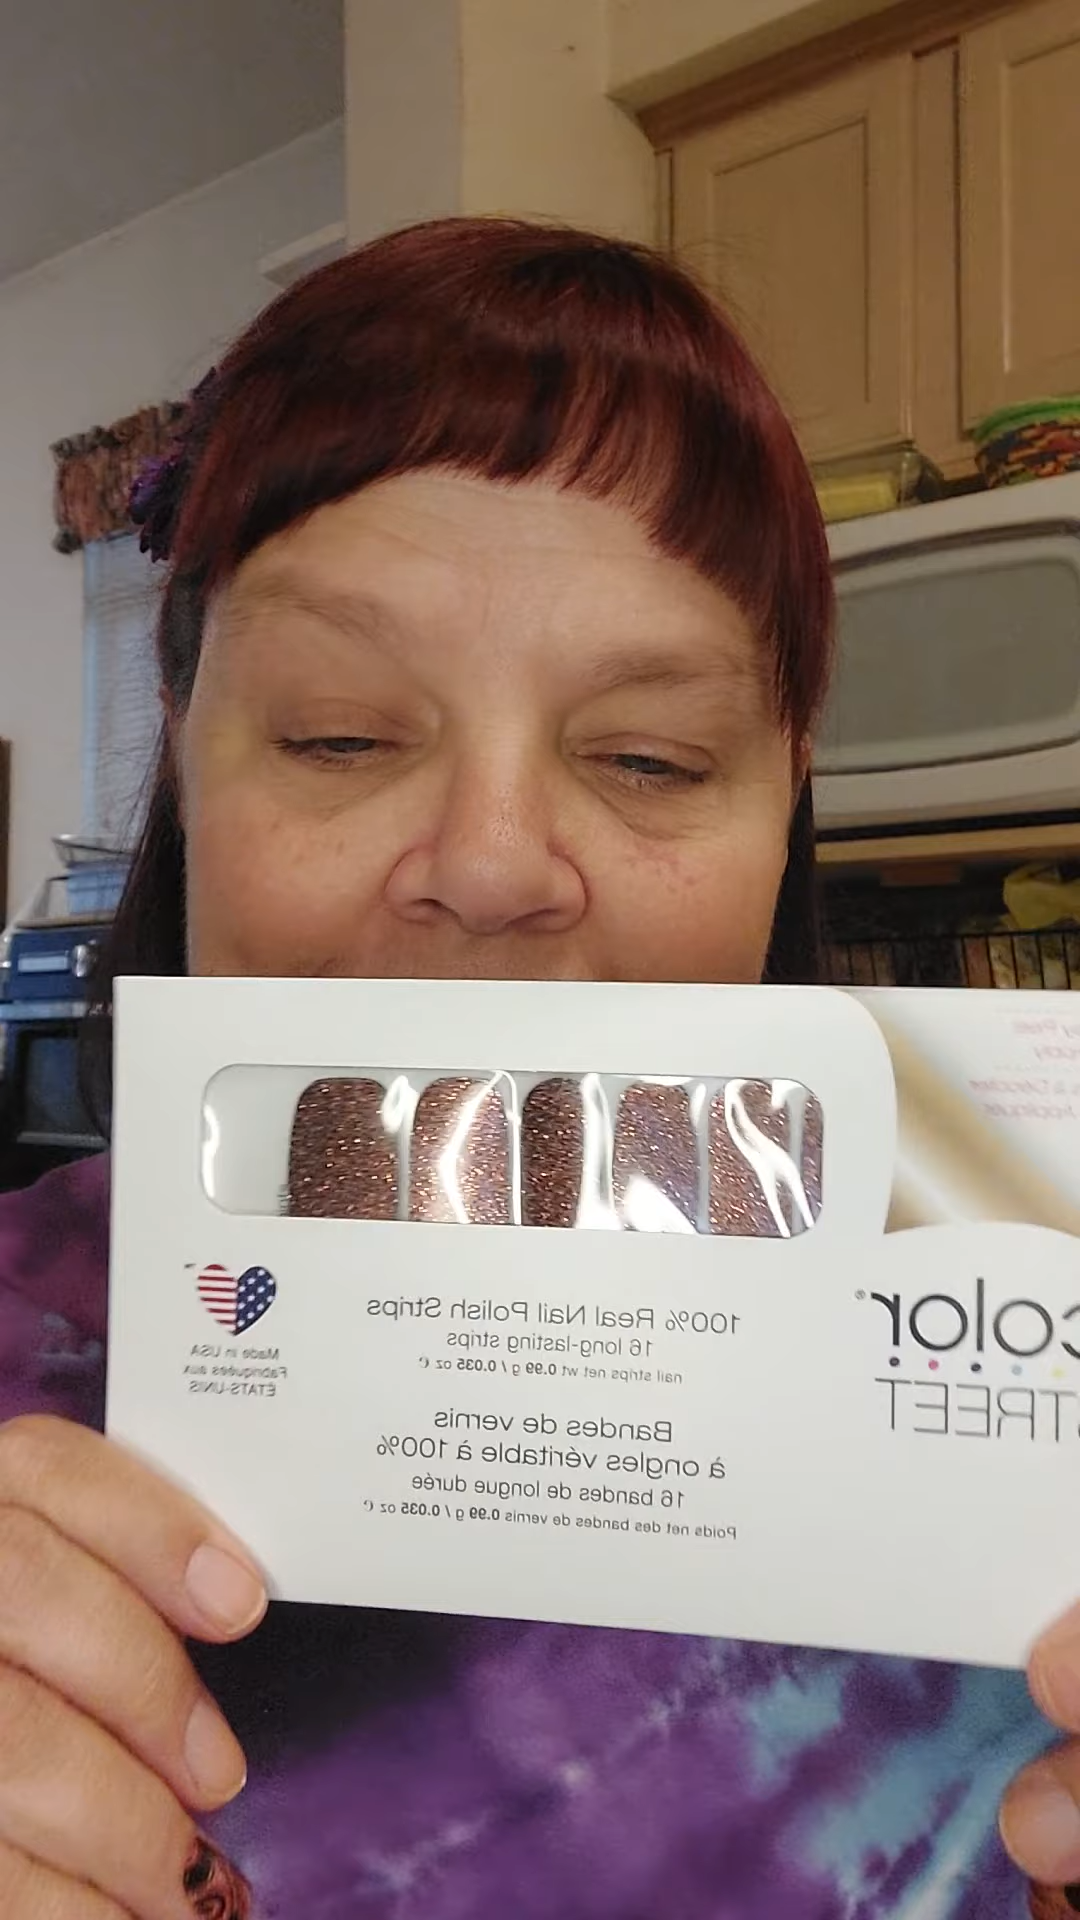 color®
STREET
100% Real Nail Polish Strips
16 long-lasting strips
nail strips net wt 0.99 g / 0.035 oz ℮
Bandes de vernis
à ongles véritable à 100%
16 bandes de longue durée
Poids net des bandes de vernis 0.99 g / 0.035 oz ℮
Made in USA
Fabriquées aux
ÉTATS-UNIS